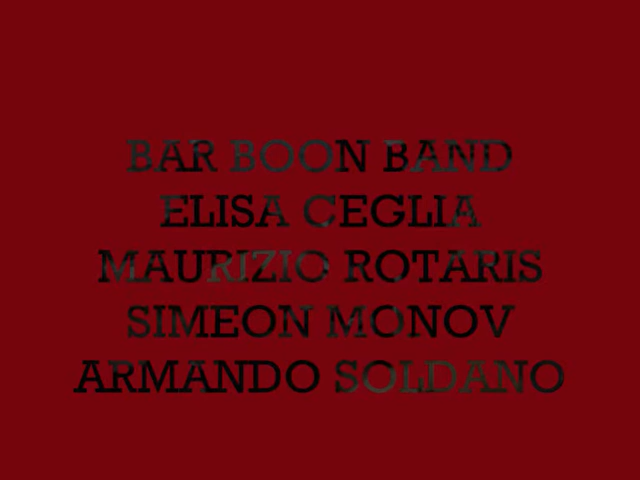 BAR BOON BAND
ELISA CEGLIA
MAURIZIO ROTARIS
SIMEON MONOV
ARMANDO SOLDANO